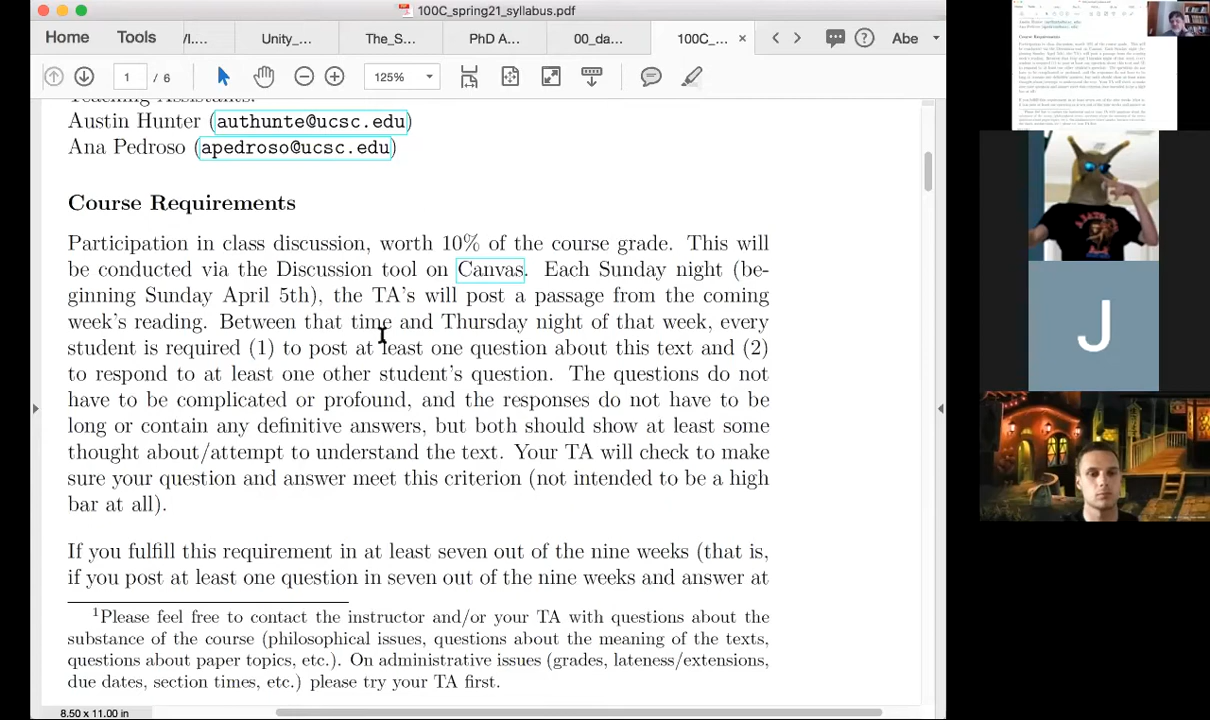 100C_spring21_syllabus.pdf
Home Tools ... Unity_... _S... 00.cla... 100C_... × Abe
1 / 6 125%
Teaching Assistants:
Austin Hunter (authunte@ucsc.edu)
Ana Pedroso (apedroso@ucsc.edu)
Course Requirements
Participation in class discussion, worth 10% of the course grade. This will
be conducted via the Discussion tool on Canvas. Each Sunday night (be-
ginning Sunday April 5th), the TA's will post a passage from the coming
week's reading. Between that time and Thursday night of that week, every
student is required (1) to post at least one question about this text and (2)
to respond to at least one other student's question. The questions do not
have to be complicated or profound, and the responses do not have to be
long or contain any definitive answers, but both should show at least some
thought about/attempt to understand the text. Your TA will check to make
sure your question and answer meet this criterion (not intended to be a high
bar at all).
If you fulfill this requirement in at least seven out of the nine weeks (that is,
if you post at least one question in seven out of the nine weeks and answer at
1Please feel free to contact the instructor and/or your TA with questions about the
substance of the course (philosophical issues, questions about the meaning of the texts,
questions about paper topics, etc.). On administrative issues (grades, lateness/extensions,
due dates, section times, etc.) please try your TA first.
8.50 x 11.00 in
J